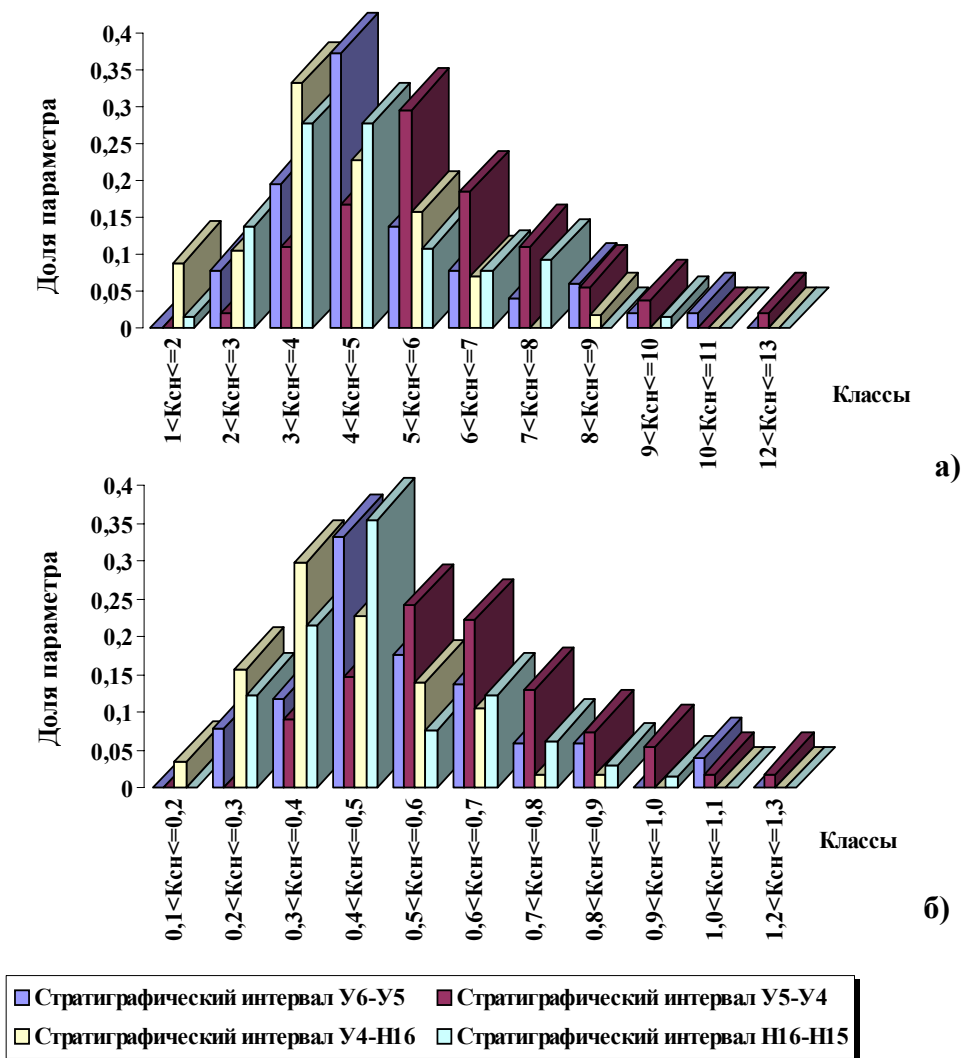 Доля параметра
0,4
0,35
0,3
0,25
0,2
0,15
0,1
0,05
0
1<Ксн<=2
2<Ксн<=3
3<Ксн<=4
4<Ксн<=5
5<Ксн<=6
6<Ксн<=7
7<Ксн<=8
8<Ксн<=9
9<Ксн<=10
10<Ксн<=11
12<Ксн<=13
Классы
а)
Доля параметра
0,4
0,35
0,3
0,25
0,2
0,15
0,1
0,05
0
0,1<Ксн<=0,2
0,2<Ксн<=0,3
0,3<Ксн<=0,4
0,4<Ксн<=0,5
0,5<Ксн<=0,6
0,6<Ксн<=0,7
0,7<Ксн<=0,8
0,8<Ксн<=0,9
0,9<Ксн<=1,0
1,0<Ксн<=1,1
1,2<Ксн<=1,3
Классы
б)
Стратиграфический интервал У6-У5
Стратиграфический интервал У5-У4
Стратиграфический интервал У4-Н16
Стратиграфический интервал Н16-Н15